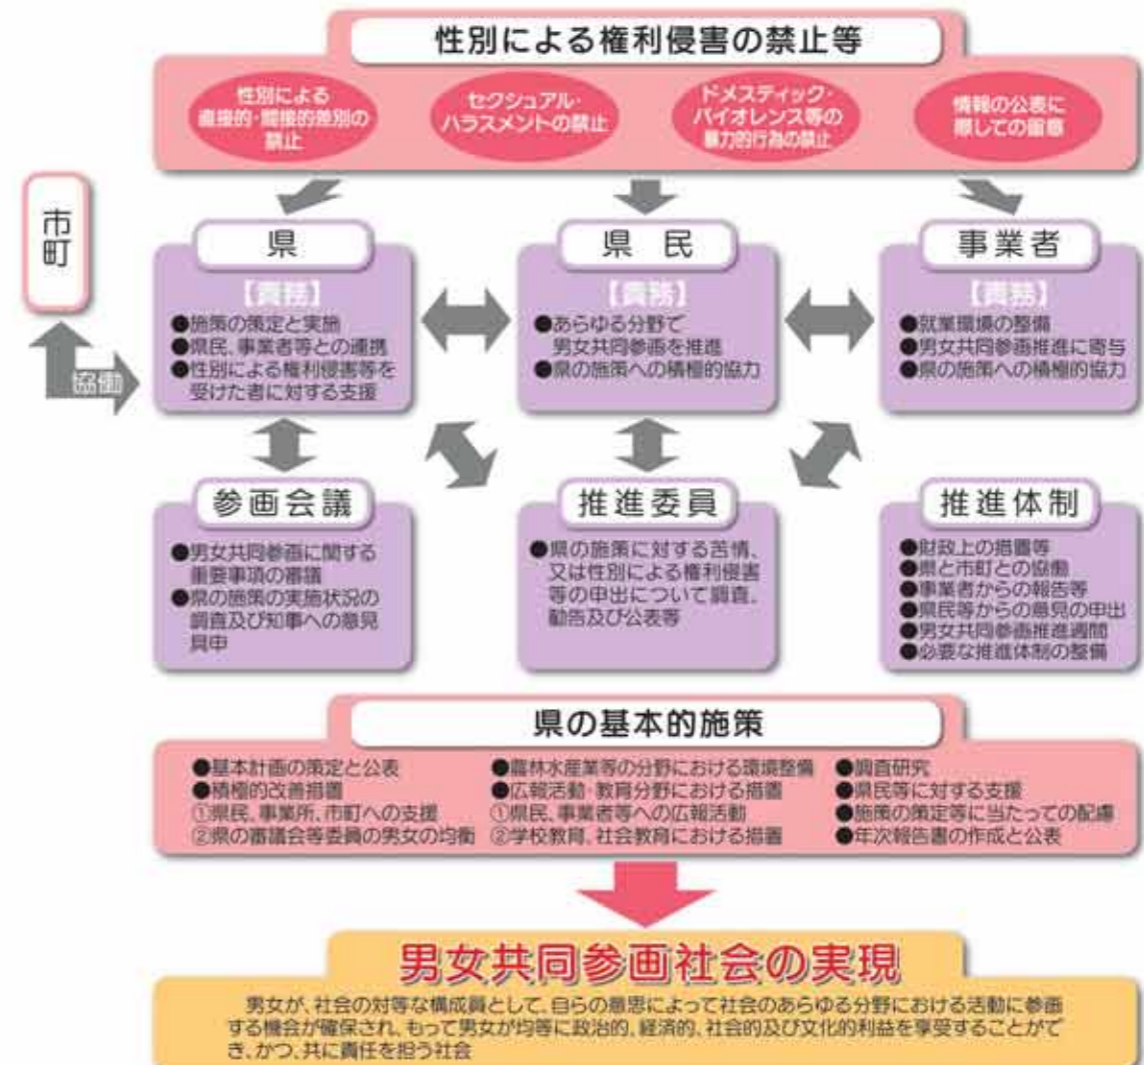 性別による権利侵害の禁止等
性別による
直接的・間接的差別の
禁止
セクシュアル・
ハラスメントの禁止
ドメスティック・
バイオレンス等の
暴力的行為の禁止
情報の公表に
際しての留意
市町
協働
県
【責務】
●施策の策定と実施
●県民、事業者等との連携
●性別による権利侵害等を
受けた者に対する支援
県民
【責務】
●あらゆる分野で
男女共同参画を推進
●県の施策への積極的協力
事業者
【責務】
●就業環境の整備
●男女共同参画推進に寄与
●県の施策への積極的協力
参画会議
●男女共同参画に関する
重要事項の審議
●県の施策の実施状況の
調査及び知事への意見
具申
推進委員
●県の施策に対する苦情、
又は性別による権利侵害
等の申出について調査、
勧告及び公表等
推進体制
●財政上の措置等
●県と市町との協働
●事業者からの報告等
●県民等からの意見の申出
●男女共同参画推進週間
●必要な推進体制の整備
県の基本的施策
●基本計画の策定と公表
●積極的改善措置
①県民、事業所、市町への支援
②県の審議会等委員の男女の均衡
●農林水産業等の分野における環境整備
●広報活動・教育分野における措置
①県民、事業者等への広報活動
②学校教育、社会教育における措置
●調査研究
●県民等に対する支援
●施策の策定等に当たっての配慮
●年次報告書の作成と公表
男女共同参画社会の実現
男女が、社会の対等な構成員として、自らの意思によって社会のあらゆる分野における活動に参画
する機会が確保され、もって男女が均等に政治的、経済的、社会的及び文化的利益を享受することがで
き、かつ、共に責任を担う社会